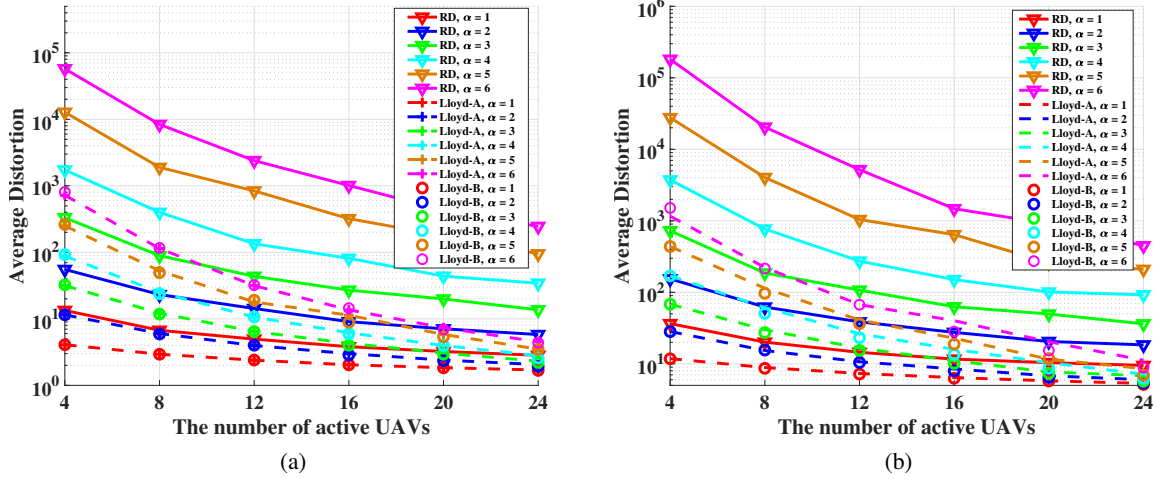 10^5
10^4
10^3
10^2
10^1
10^0
Average Distortion
4
8
12
16
20
24
The number of active UAVs
RD, α = 1
RD, α = 2
RD, α = 3
RD, α = 4
RD, α = 5
RD, α = 6
Lloyd-A, α = 1
Lloyd-A, α = 2
Lloyd-A, α = 3
Lloyd-A, α = 4
Lloyd-A, α = 5
Lloyd-A, α = 6
Lloyd-B, α = 1
Lloyd-B, α = 2
Lloyd-B, α = 3
Lloyd-B, α = 4
Lloyd-B, α = 5
Lloyd-B, α = 6
(a)
10^6
10^5
10^4
10^3
10^2
10^1
Average Distortion
4
8
12
16
20
24
The number of active UAVs
RD, α = 1
RD, α = 2
RD, α = 3
RD, α = 4
RD, α = 5
RD, α = 6
Lloyd-A, α = 1
Lloyd-A, α = 2
Lloyd-A, α = 3
Lloyd-A, α = 4
Lloyd-A, α = 5
Lloyd-A, α = 6
Lloyd-B, α = 1
Lloyd-B, α = 2
Lloyd-B, α = 3
Lloyd-B, α = 4
Lloyd-B, α = 5
Lloyd-B, α = 6
(b)